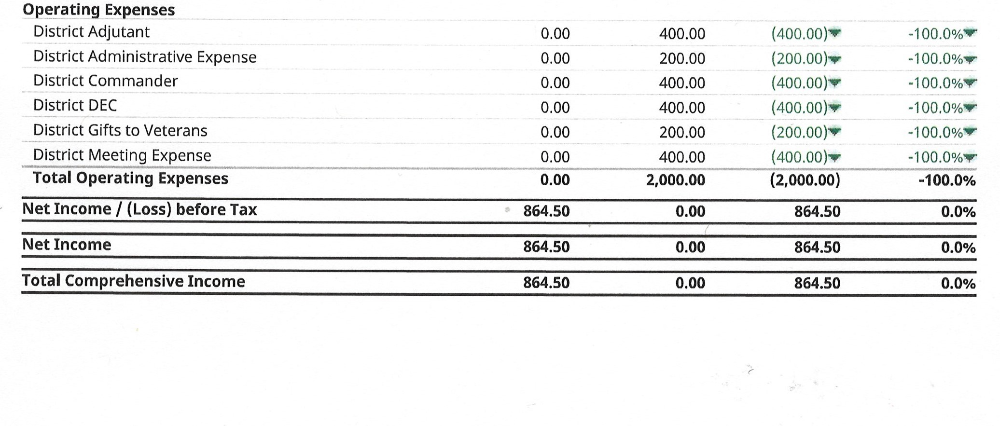 Operating Expenses
District Adjutant 0.00 400.00 (400.00) -100.0%
District Administrative Expense 0.00 200.00 (200.00) -100.0%
District Commander 0.00 400.00 (400.00) -100.0%
District DEC 0.00 400.00 (400.00) -100.0%
District Gifts to Veterans 0.00 200.00 (200.00) -100.0%
District Meeting Expense 0.00 400.00 (400.00) -100.0%
Total Operating Expenses 0.00 2,000.00 (2,000.00) -100.0%
Net Income / (Loss) before Tax 864.50 0.00 864.50 0.0%
Net Income 864.50 0.00 864.50 0.0%
Total Comprehensive Income 864.50 0.00 864.50 0.0%